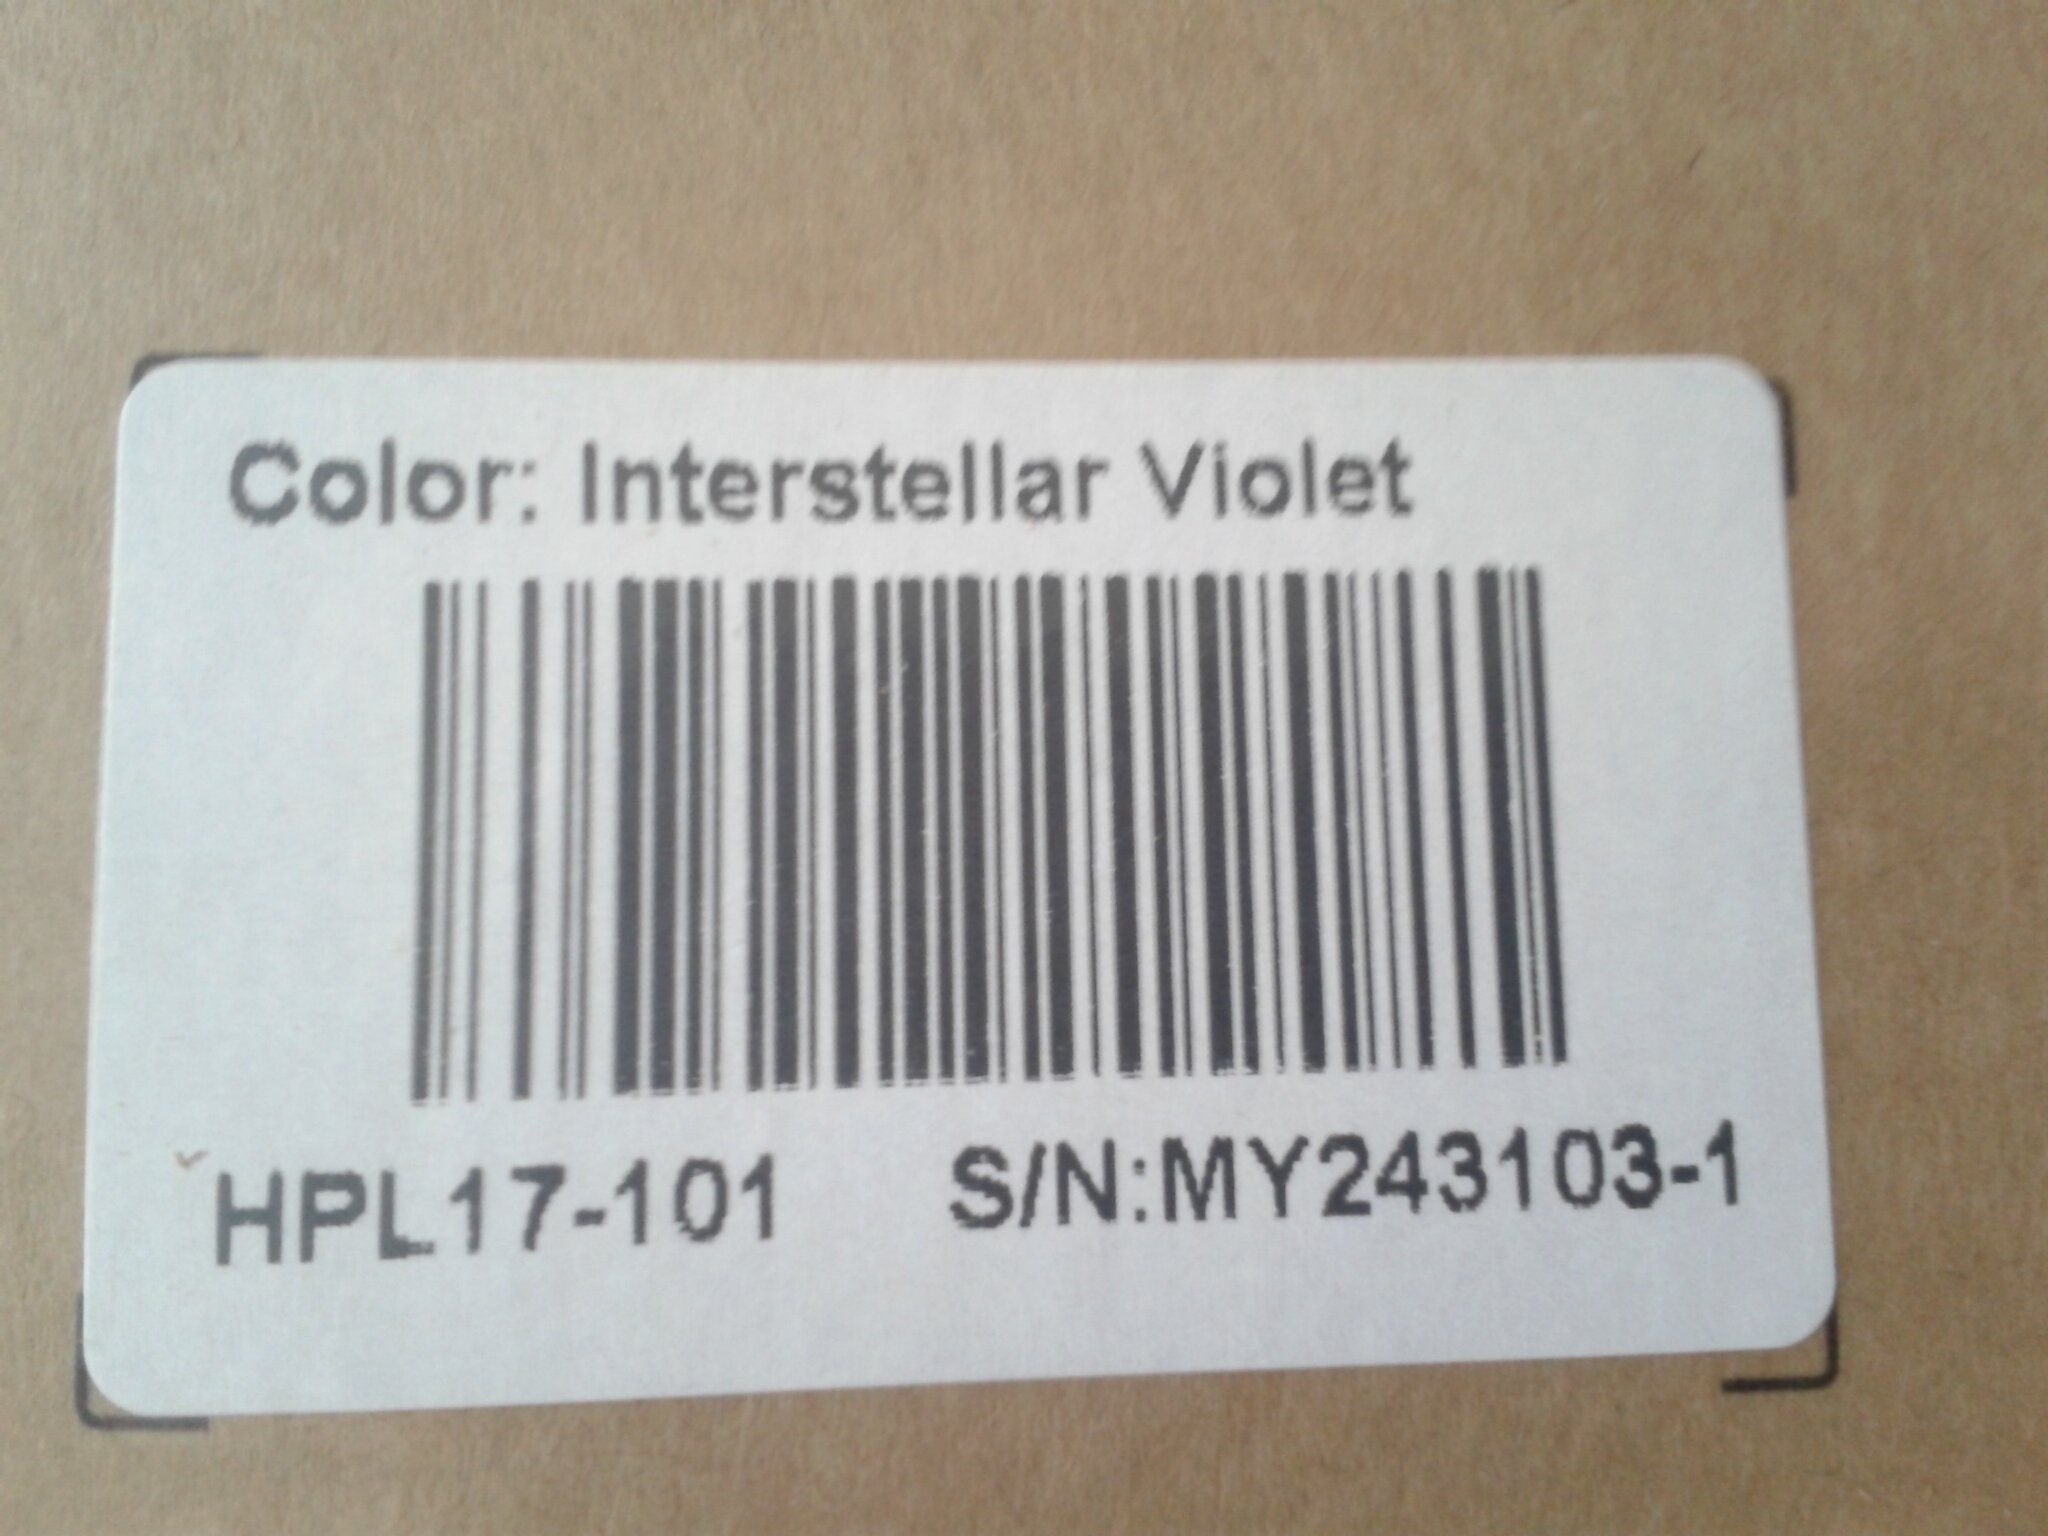 Color: Interstellar Violet
HPL17-101 S/N:MY243103-1